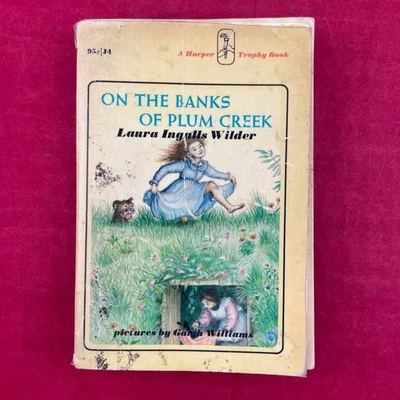 95¢ J4
A Harper Trophy Book
ON THE BANKS
OF PLUM CREEK
Laura Ingalls Wilder
pictures by Garth Williams